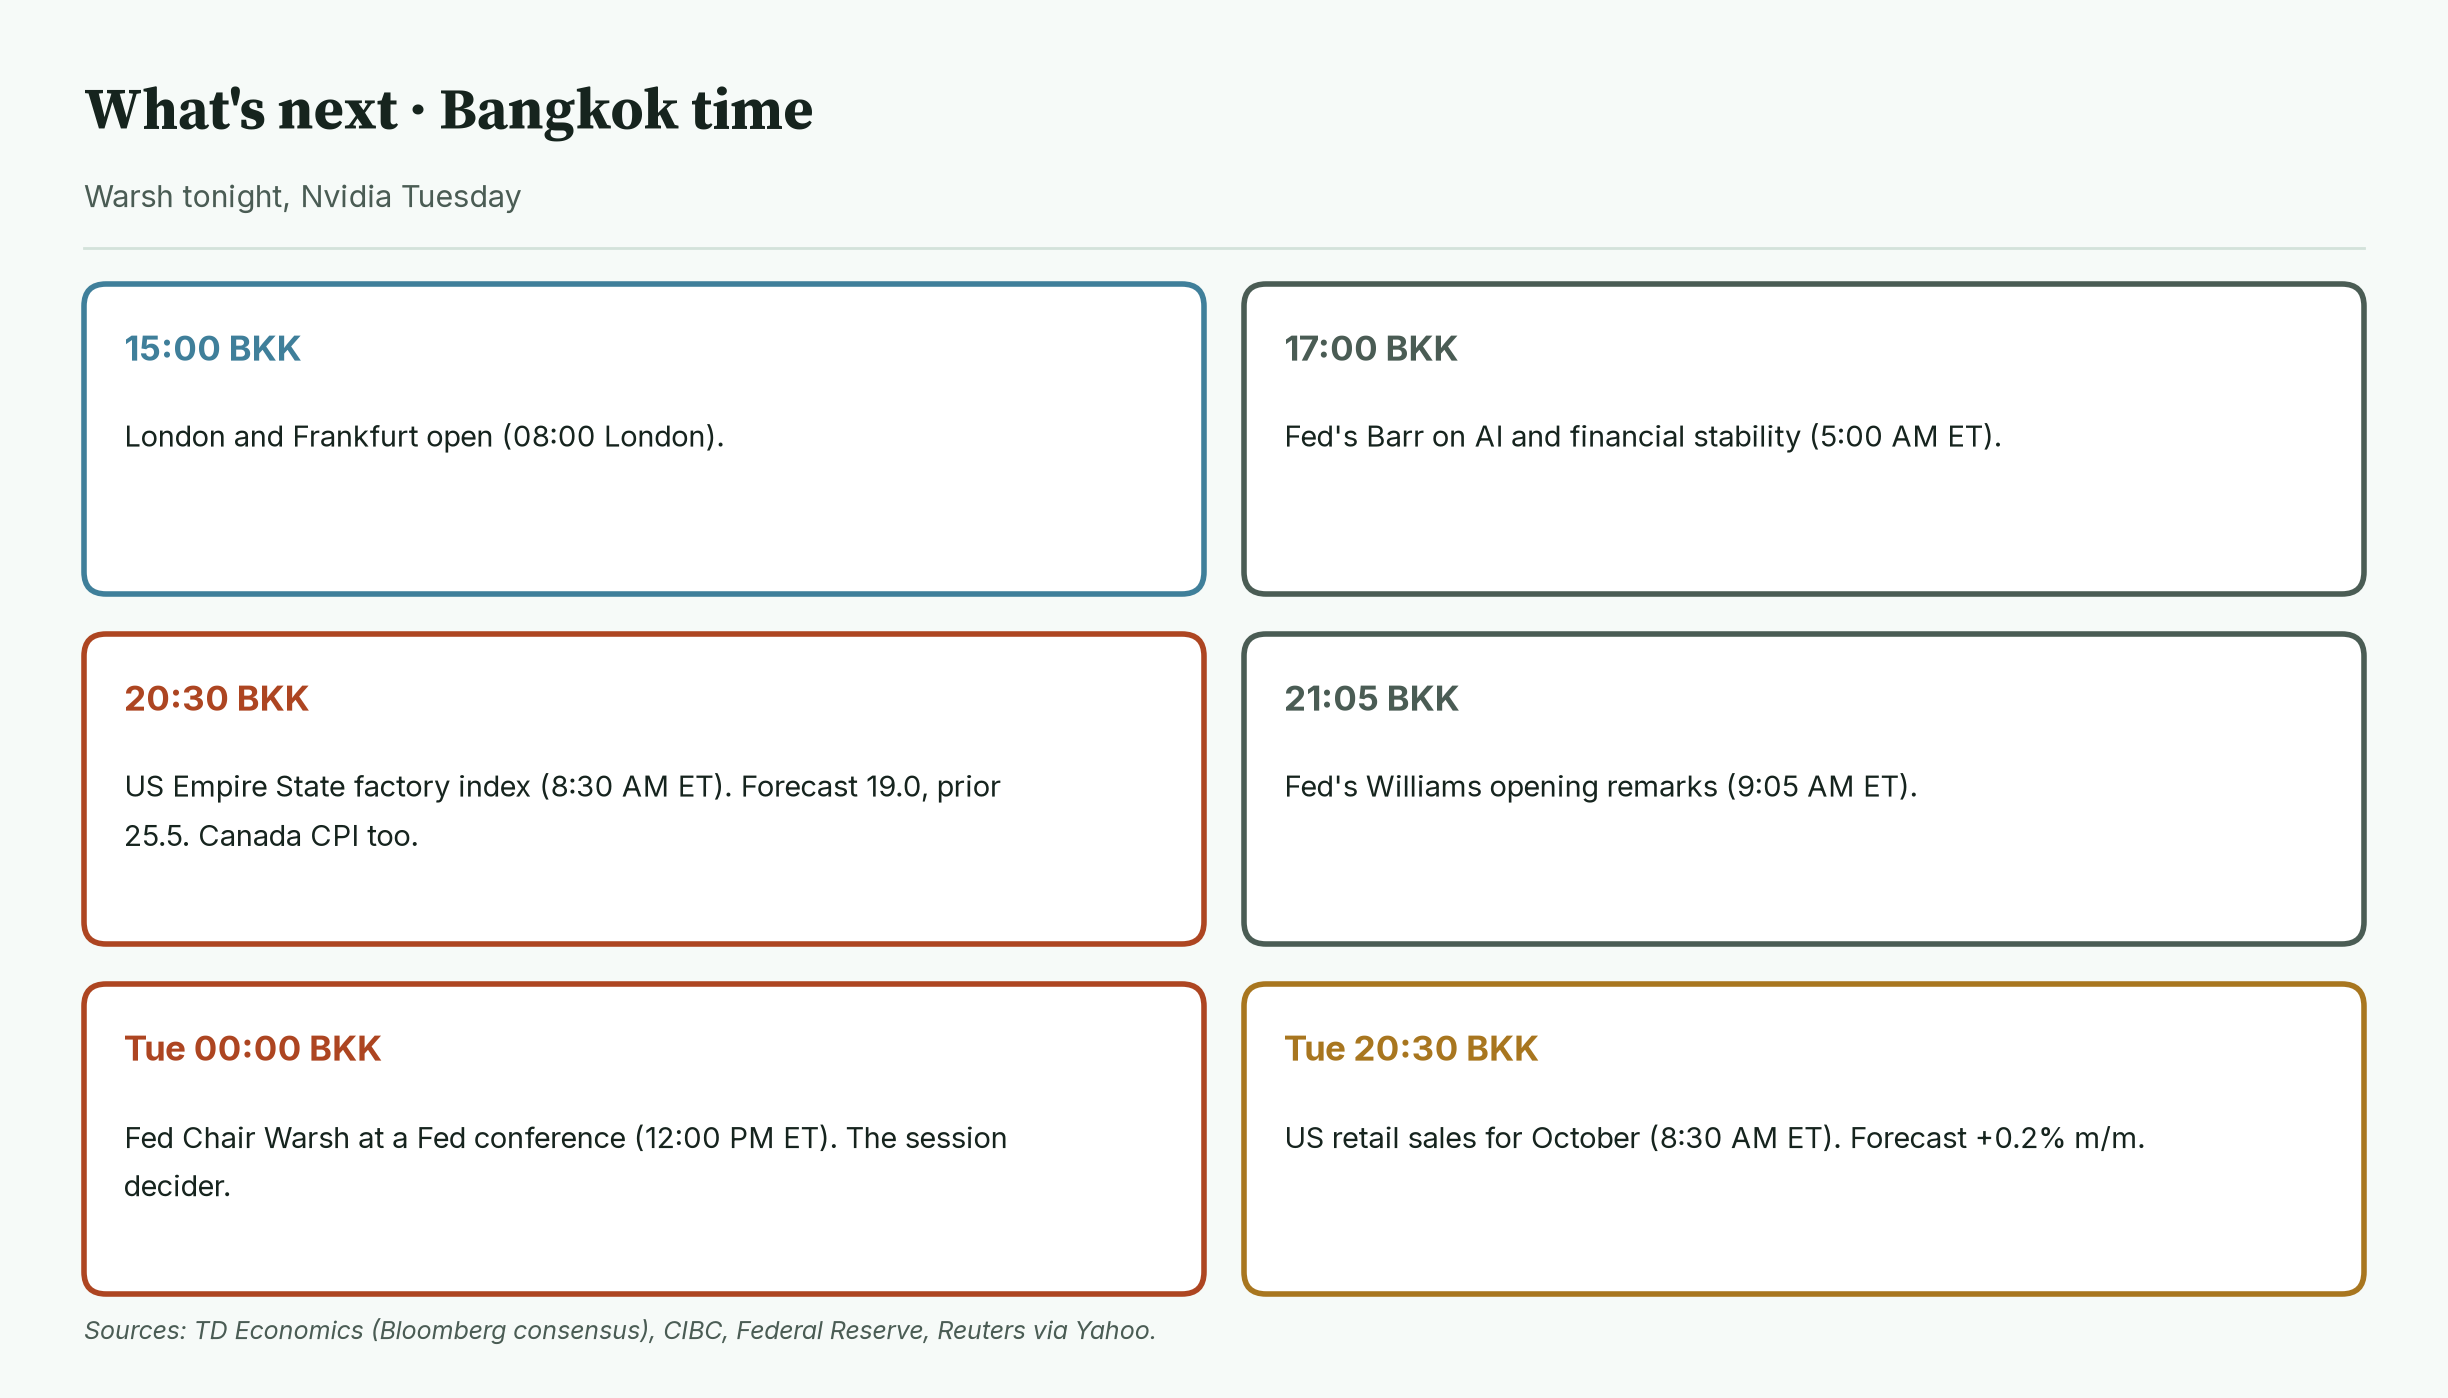 What's next · Bangkok time
Warsh tonight, Nvidia Tuesday
15:00 BKK
London and Frankfurt open (08:00 London).
17:00 BKK
Fed's Barr on AI and financial stability (5:00 AM ET).
20:30 BKK
US Empire State factory index (8:30 AM ET). Forecast 19.0, prior
25.5. Canada CPI too.
21:05 BKK
Fed's Williams opening remarks (9:05 AM ET).
Tue 00:00 BKK
Fed Chair Warsh at a Fed conference (12:00 PM ET). The session
decider.
Tue 20:30 BKK
US retail sales for October (8:30 AM ET). Forecast +0.2% m/m.
Sources: TD Economics (Bloomberg consensus), CIBC, Federal Reserve, Reuters via Yahoo.